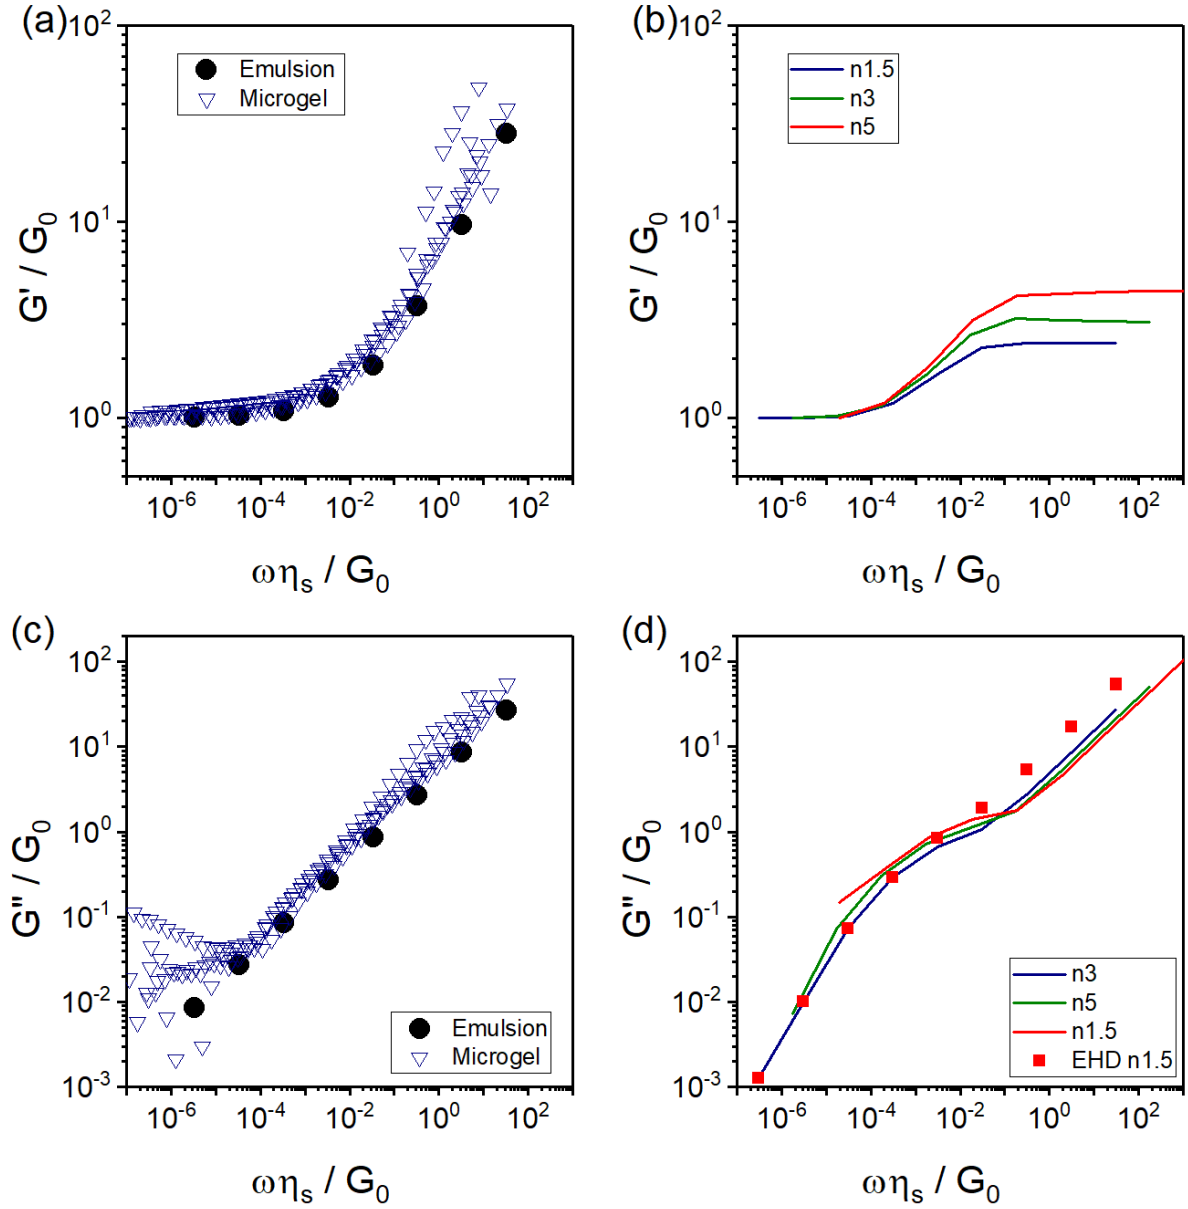 (a)
10²
10¹
10⁰
G' / G₀
Emulsion
Microgel
10⁻⁶ 10⁻⁴ 10⁻² 10⁰ 10²
ωηₛ / G₀
(b)
10²
10¹
10⁰
G' / G₀
n1.5
n3
n5
10⁻⁶ 10⁻⁴ 10⁻² 10⁰ 10²
ωηₛ / G₀
(c)
10²
10¹
10⁰
10⁻¹
10⁻²
10⁻³
G" / G₀
Emulsion
Microgel
10⁻⁶ 10⁻⁴ 10⁻² 10⁰ 10²
ωηₛ / G₀
(d)
10²
10¹
10⁰
10⁻¹
10⁻²
10⁻³
G" / G₀
n3
n5
n1.5
EHD n1.5
10⁻⁶ 10⁻⁴ 10⁻² 10⁰ 10²
ωηₛ / G₀